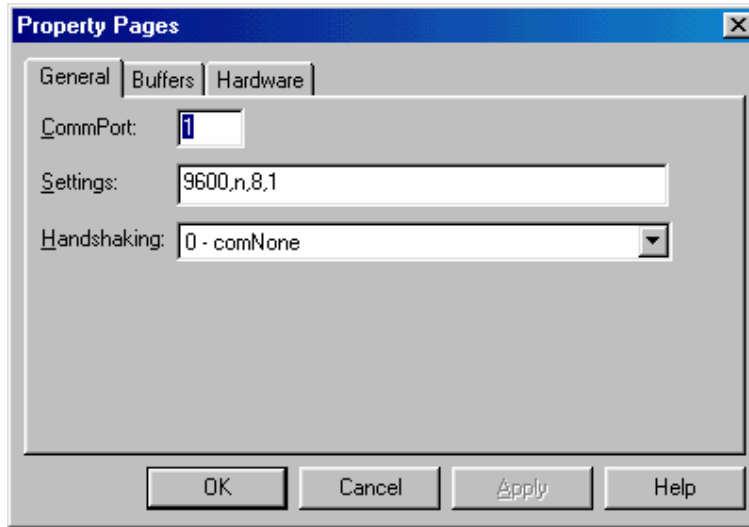 Property Pages
General Buffers Hardware
CommPort: 1
Settings: 9600,n,8,1
Handshaking: 0 - comNone
OK Cancel Apply Help